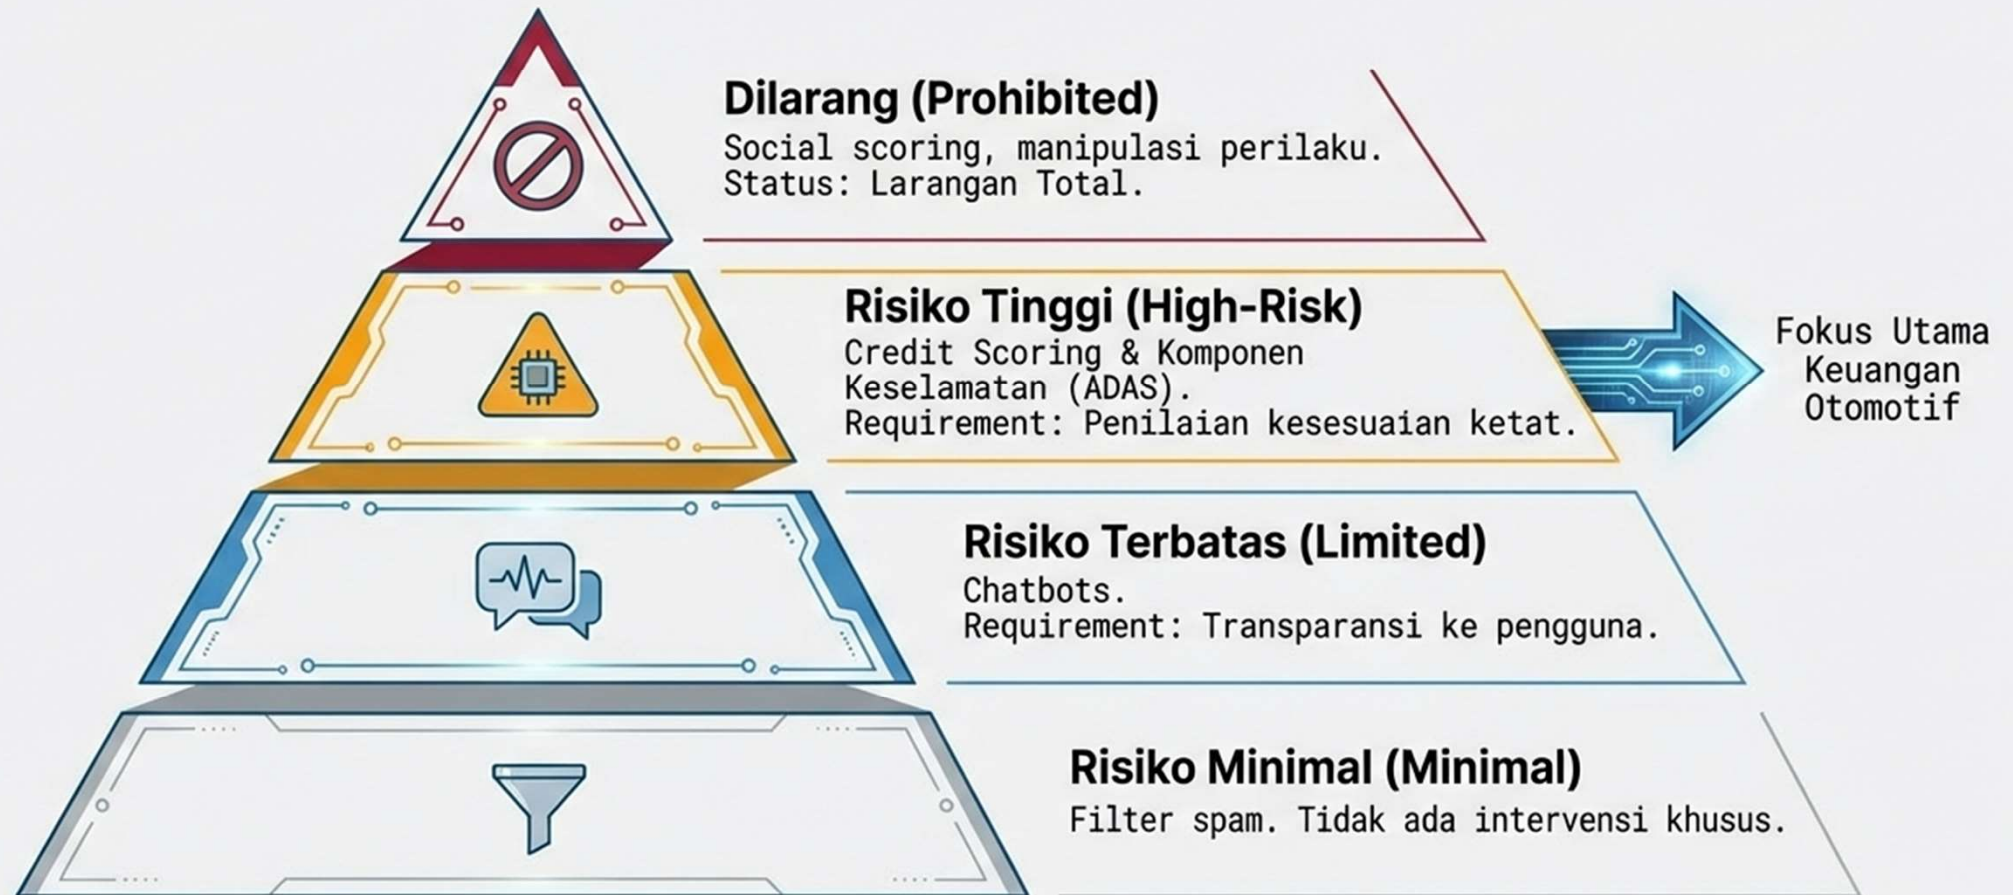 Dilarang (Prohibited)
Social scoring, manipulasi perilaku.
Status: Larangan Total.
Risiko Tinggi (High-Risk)
Credit Scoring & Komponen
Keselamatan (ADAS).
Requirement: Penilaian kesesuaian ketat.
Fokus Utama
Keuangan
Otomotif
Risiko Terbatas (Limited)
Chatbots.
Requirement: Transparansi ke pengguna.
Risiko Minimal (Minimal)
Filter spam. Tidak ada intervensi khusus.